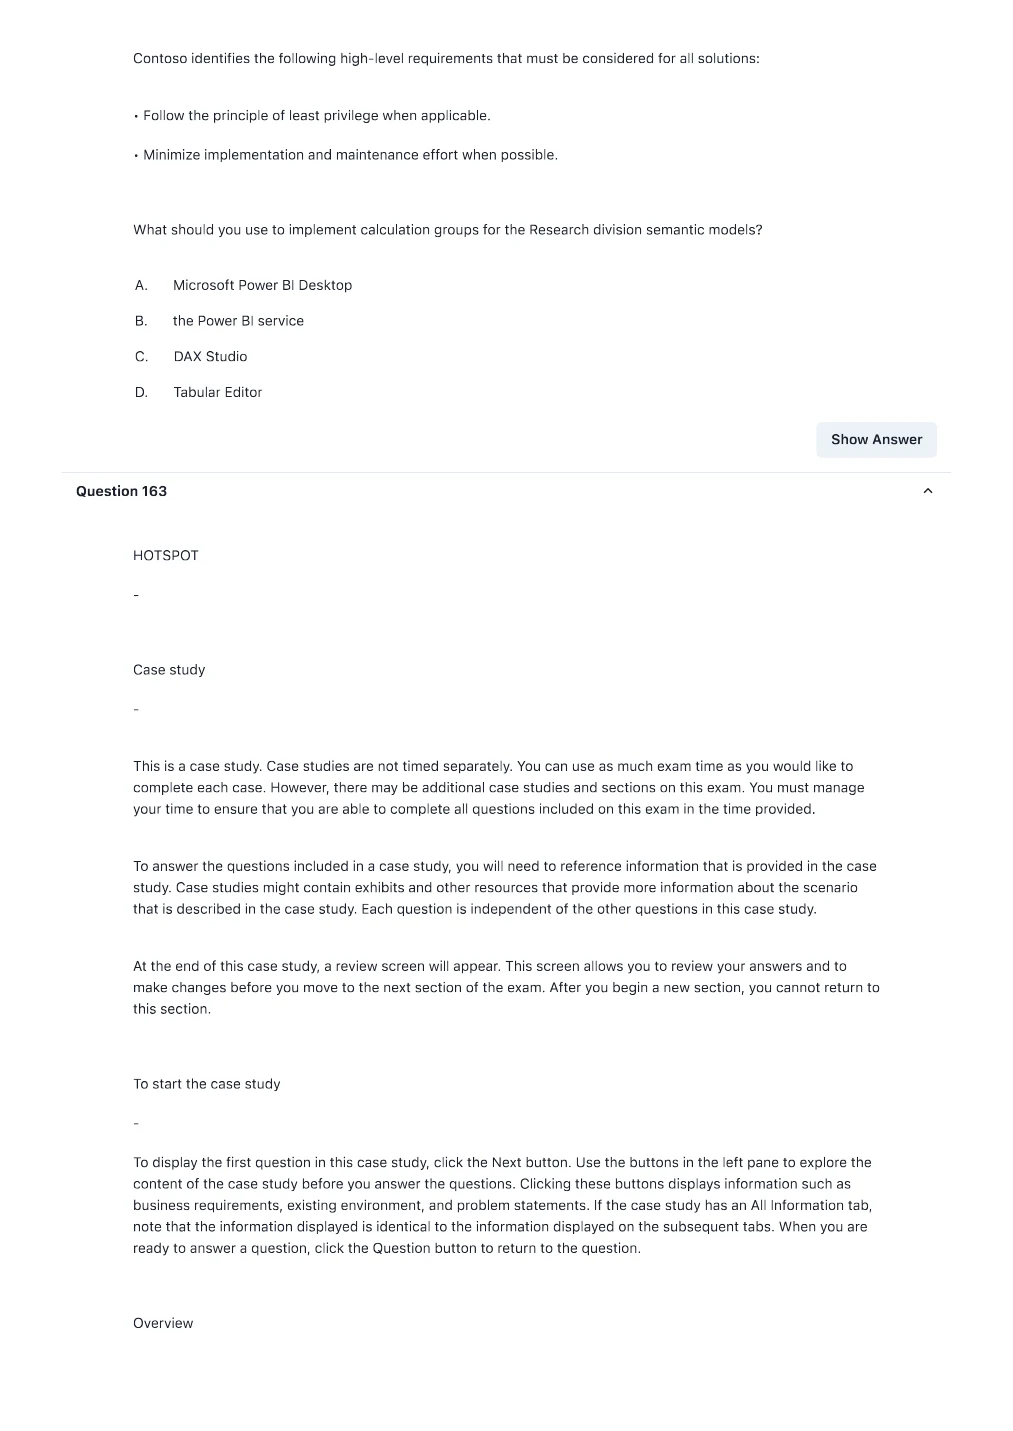 Contoso identifies the following high-level requirements that must be considered for all solutions:
• Follow the principle of least privilege when applicable.
• Minimize implementation and maintenance effort when possible.
What should you use to implement calculation groups for the Research division semantic models?
A. Microsoft Power BI Desktop
B. the Power BI service
C. DAX Studio
D. Tabular Editor
Show Answer
Question 163
HOTSPOT
-
Case study
-
This is a case study. Case studies are not timed separately. You can use as much exam time as you would like to
complete each case. However, there may be additional case studies and sections on this exam. You must manage
your time to ensure that you are able to complete all questions included on this exam in the time provided.
To answer the questions included in a case study, you will need to reference information that is provided in the case
study. Case studies might contain exhibits and other resources that provide more information about the scenario
that is described in the case study. Each question is independent of the other questions in this case study.
At the end of this case study, a review screen will appear. This screen allows you to review your answers and to
make changes before you move to the next section of the exam. After you begin a new section, you cannot return to
this section.
To start the case study
-
To display the first question in this case study, click the Next button. Use the buttons in the left pane to explore the
content of the case study before you answer the questions. Clicking these buttons displays information such as
business requirements, existing environment, and problem statements. If the case study has an All Information tab,
note that the information displayed is identical to the information displayed on the subsequent tabs. When you are
ready to answer a question, click the Question button to return to the question.
Overview